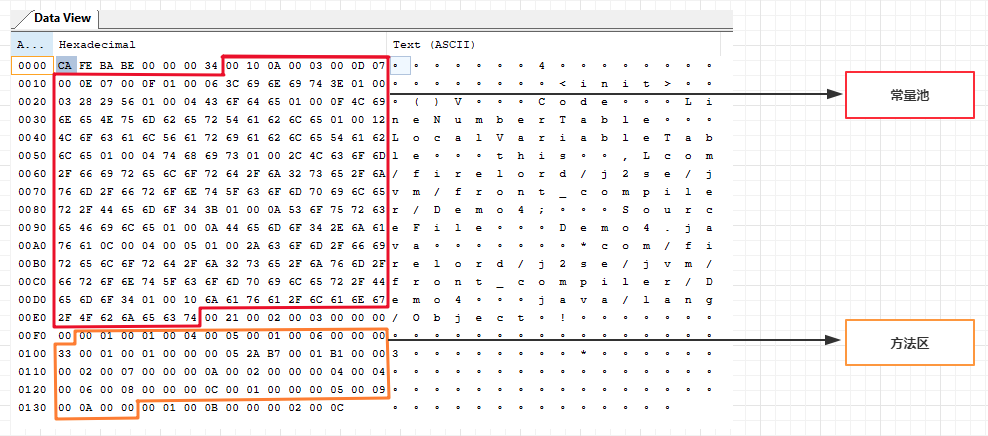 Data View
A... Hexadecimal Text (ASCII)
0000 CA FE BA BE 00 00 00 34 00 10 0A 00 03 00 0D 07 ∘ ∘ ∘ ∘ ∘ ∘ ∘ 4 ∘ ∘ ∘ ∘ ∘ ∘ ∘ ∘
0010 00 0E 07 00 0F 01 00 06 3C 69 6E 69 74 3E 01 00 ∘ ∘ ∘ ∘ ∘ ∘ ∘ ∘ < i n i t > ∘ ∘
0020 03 28 29 56 01 00 04 43 6F 64 65 01 00 0F 4C 69 ∘ ( ) V ∘ ∘ ∘ C o d e ∘ ∘ ∘ L i
0030 6E 65 4E 75 6D 62 65 72 54 61 62 6C 65 01 00 12 n e N u m b e r T a b l e ∘ ∘ ∘
0040 4C 6F 63 61 6C 56 61 72 69 61 62 6C 65 54 61 62 L o c a l V a r i a b l e T a b
0050 6C 65 01 00 04 74 68 69 73 01 00 2C 4C 63 6F 6D l e ∘ ∘ ∘ t h i s ∘ ∘ , L c o m
0060 2F 66 69 72 65 6C 6F 72 64 2F 6A 32 73 65 2F 6A / f i r e l o r d / j 2 s e / j
0070 76 6D 2F 66 72 6F 6E 74 5F 63 6F 6D 70 69 6C 65 v m / f r o n t _ c o m p i l e
0080 72 2F 44 65 6D 6F 34 3B 01 00 0A 53 6F 75 72 63 r / D e m o 4 ; ∘ ∘ ∘ S o u r c
0090 65 46 69 6C 65 01 00 0A 44 65 6D 6F 34 2E 6A 61 e F i l e ∘ ∘ ∘ D e m o 4 . j a
00A0 76 61 0C 00 04 00 05 01 00 2A 63 6F 6D 2F 66 69 v a ∘ ∘ ∘ ∘ ∘ ∘ ∘ * c o m / f i
00B0 72 65 6C 6F 72 64 2F 6A 32 73 65 2F 6A 76 6D 2F r e l o r d / j 2 s e / j v m /
00C0 66 72 6F 6E 74 5F 63 6F 6D 70 69 6C 65 72 2F 44 f r o n t _ c o m p i l e r / D
00D0 65 6D 6F 34 01 00 10 6A 61 76 61 2F 6C 61 6E 67 e m o 4 ∘ ∘ ∘ j a v a / l a n g
00E0 2F 4F 62 6A 65 63 74 00 21 00 02 00 03 00 00 00 / O b j e c t ∘ ! ∘ ∘ ∘ ∘ ∘ ∘ ∘
00F0 00 00 01 00 01 00 04 00 05 00 01 00 06 00 00 00 ∘ ∘ ∘ ∘ ∘ ∘ ∘ ∘ ∘ ∘ ∘ ∘ ∘ ∘ ∘ ∘
0100 33 00 01 00 01 00 00 00 05 2A B7 00 01 B1 00 00 3 ∘ ∘ ∘ ∘ ∘ ∘ ∘ ∘ * ∘ ∘ ∘ ∘ ∘ ∘
0110 00 02 00 07 00 00 00 0A 00 02 00 00 00 04 00 04 ∘ ∘ ∘ ∘ ∘ ∘ ∘ ∘ ∘ ∘ ∘ ∘ ∘ ∘ ∘ ∘
0120 00 06 00 08 00 00 00 0C 00 01 00 00 00 05 00 09 ∘ ∘ ∘ ∘ ∘ ∘ ∘ ∘ ∘ ∘ ∘ ∘ ∘ ∘ ∘ ∘
0130 00 0A 00 00 00 01 00 0B 00 00 00 02 00 0C ∘ ∘ ∘ ∘ ∘ ∘ ∘ ∘ ∘ ∘ ∘ ∘ ∘ ∘
常量池
方法区